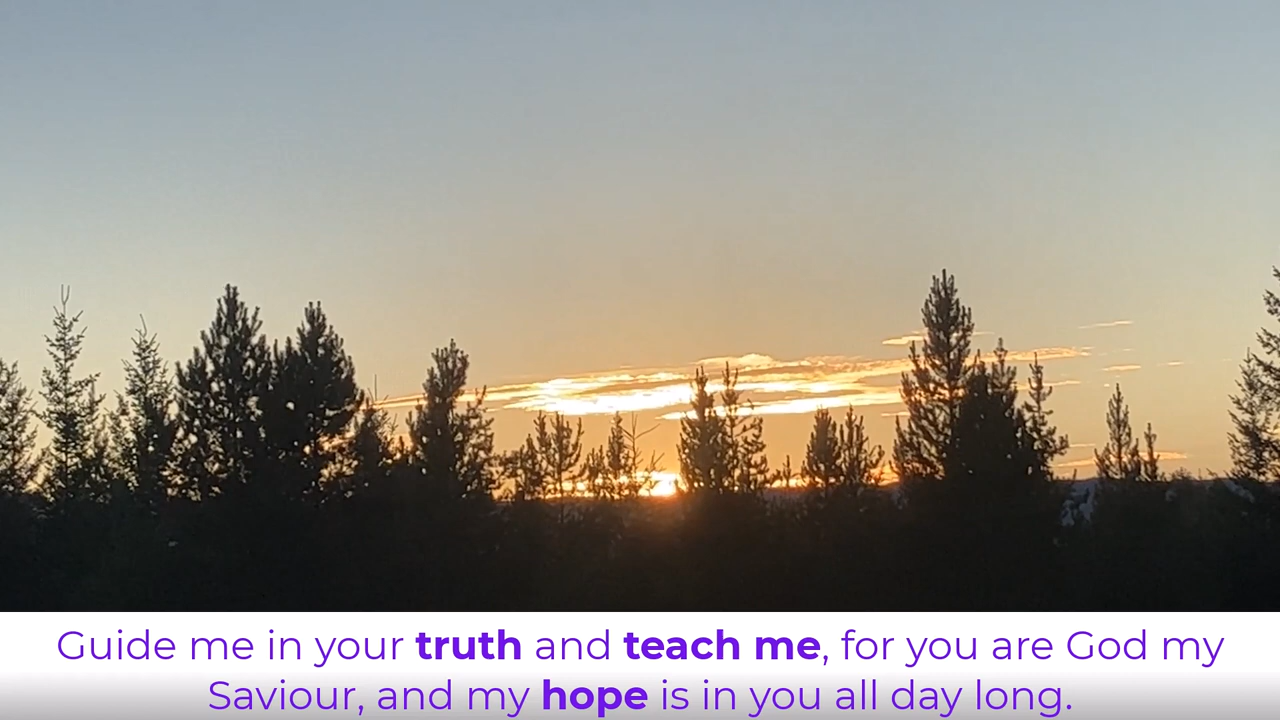 Guide me in your truth and teach me, for you are God my
Saviour, and my hope is in you all day long.